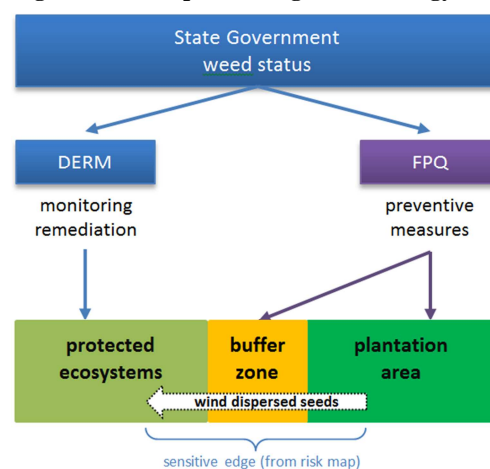 State Government
weed status
DERM
FPQ
monitoring
remediation
preventive
measures
protected
ecosystems
buffer
zone
plantation
area
wind dispersed seeds
sensitive edge (from risk map)